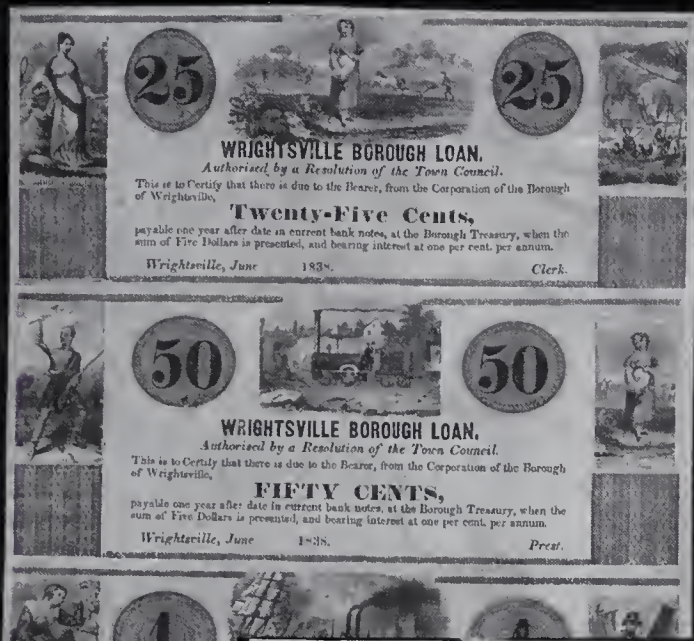 25 25
WRIGHTSVILLE BOROUGH LOAN,
Authorised by a Resolution of the Town Council.
This is to Certify that there is due to the Bearer, from the Corporation of the Borough
of Wrightsville,
Twenty-Five Cents,
payable one year after date in current bank notes, at the Borough Treasury, when the
sum of Five Dollars is presented, and bearing interest at one per cent. per annum.
Wrightsville, June 1838. Clerk.
50 50
WRIGHTSVILLE BOROUGH LOAN,
Authorised by a Resolution of the Town Council.
This is to Certify that there is due to the Bearer, from the Corporation of the Borough
of Wrightsville,
FIFTY CENTS,
payable one year after date in current bank notes, at the Borough Treasury, when the
sum of Five Dollars is presented, and bearing interest at one per cent. per annum.
Wrightsville, June 1838. Prest.
1